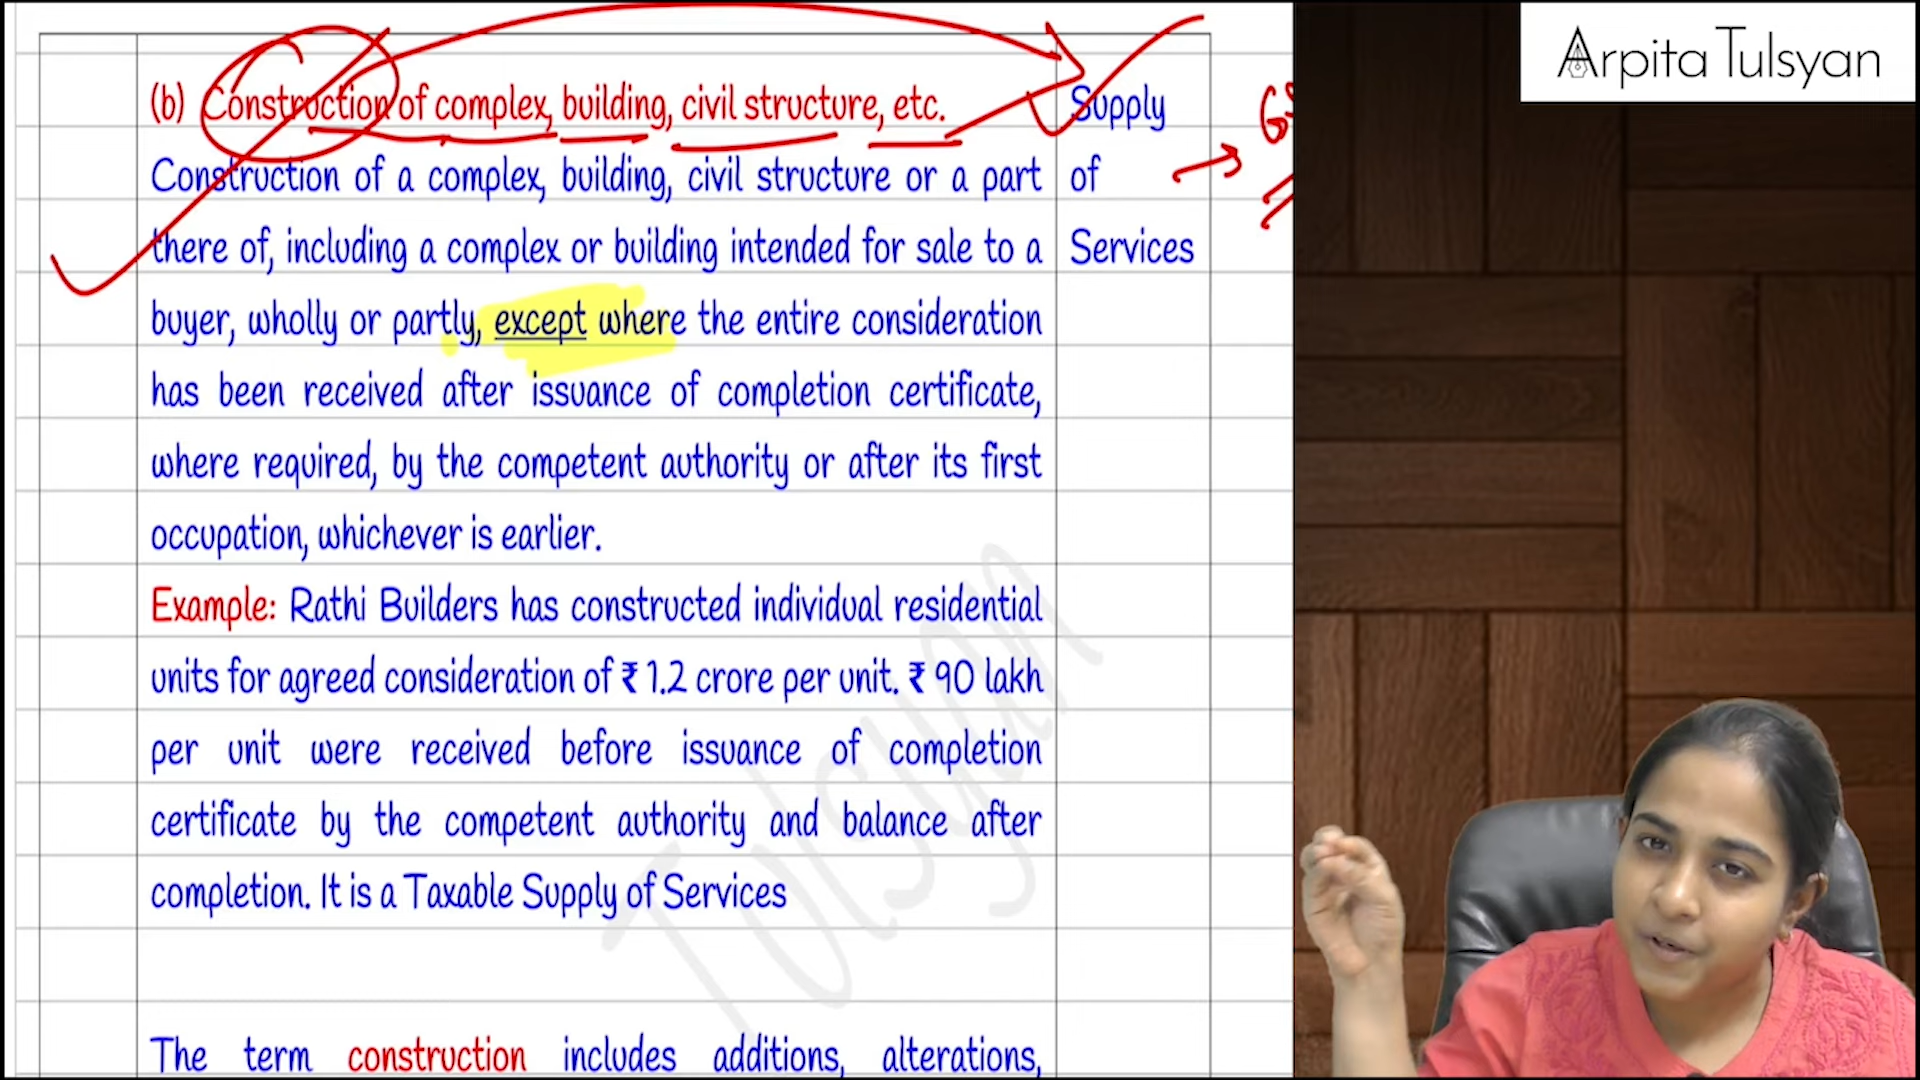 Arpita Tulsyan
(b) Construction of complex, building, civil structure, etc.
Supply
Construction of a complex, building, civil structure or a part
of
there of, including a complex or building intended for sale to a
Services
buyer, wholly or partly, except where the entire consideration
has been received after issuance of completion certificate,
where required, by the competent authority or after its first
occupation, whichever is earlier.
Example: Rathi Builders has constructed individual residential
units for agreed consideration of ₹ 1.2 crore per unit. ₹ 90 lakh
per unit were received before issuance of completion
certificate by the competent authority and balance after
completion. It is a Taxable Supply of Services
The term construction includes additions, alterations,
Tulsyan